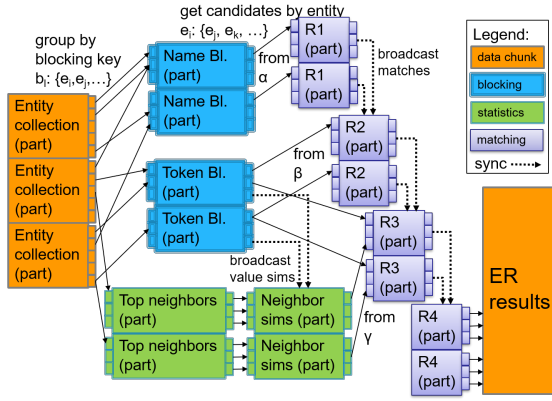 get candidates by entity
eᵢ: {eⱼ, eₖ, …}
group by
blocking key
bᵢ: {eᵢ,eⱼ,…}
Entity
collection
(part)
Entity
collection
(part)
Entity
collection
(part)
Name Bl.
(part)
Name Bl.
(part)
Token Bl.
(part)
Token Bl.
(part)
from
α
from
β
broadcast
value sims
Top neighbors
(part)
Top neighbors
(part)
Neighbor
sims (part)
Neighbor
sims (part)
from
γ
R1
(part)
R1
(part)
broadcast
matches
R2
(part)
R2
(part)
R3
(part)
R3
(part)
R4
(part)
R4
(part)
Legend:
data chunk
blocking
statistics
matching
sync
ER
results